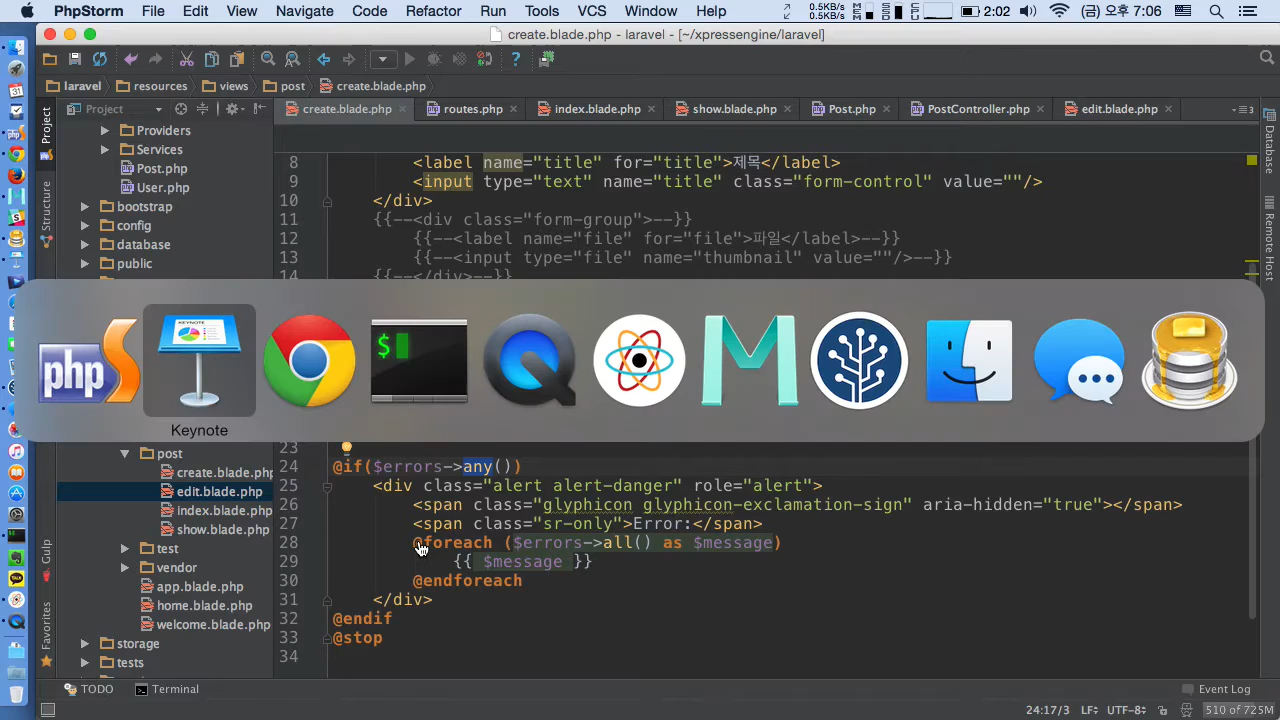 PhpStorm File Edit View Navigate Code Refactor Run Tools VCS Window Help 0.5KB/s 0.5KB/s 2:02 (금) 오후 7:06
create.blade.php - laravel - [~/xpressengine/laravel]
laravel resources views post create.blade.php
Project create.blade.php routes.php index.blade.php show.blade.php Post.php PostController.php edit.blade.php
Project
Structure
Gulp
Favorites
Database
Remote Host
Providers
Services
Post.php
User.php
bootstrap
config
database
public
8 <label name="title" for="title">제목</label>
9 <input type="text" name="title" class="form-control" value=""/>
10 </div>
11 {{--<div class="form-group">--}}
12 {{--<label name="file" for="file">파일</label>--}}
13 {{--<input type="file" name="thumbnail" value=""/>--}}
14 {{--</div>--}}
KEYNOTE
php
$
Keynote
post
create.blade.php
edit.blade.php
index.blade.php
show.blade.php
test
vendor
app.blade.php
home.blade.php
welcome.blade.php
storage
tests
23
24 @if($errors->any())
25 <div class="alert alert-danger" role="alert">
26 <span class="glyphicon glyphicon-exclamation-sign" aria-hidden="true"></span>
27 <span class="sr-only">Error:</span>
28 @foreach ($errors->all() as $message)
29 {{ $message }}
30 @endforeach
31 </div>
32 @endif
33 @stop
34
TODO Terminal Event Log
24:17/3 LF UTF-8 510 of 725M